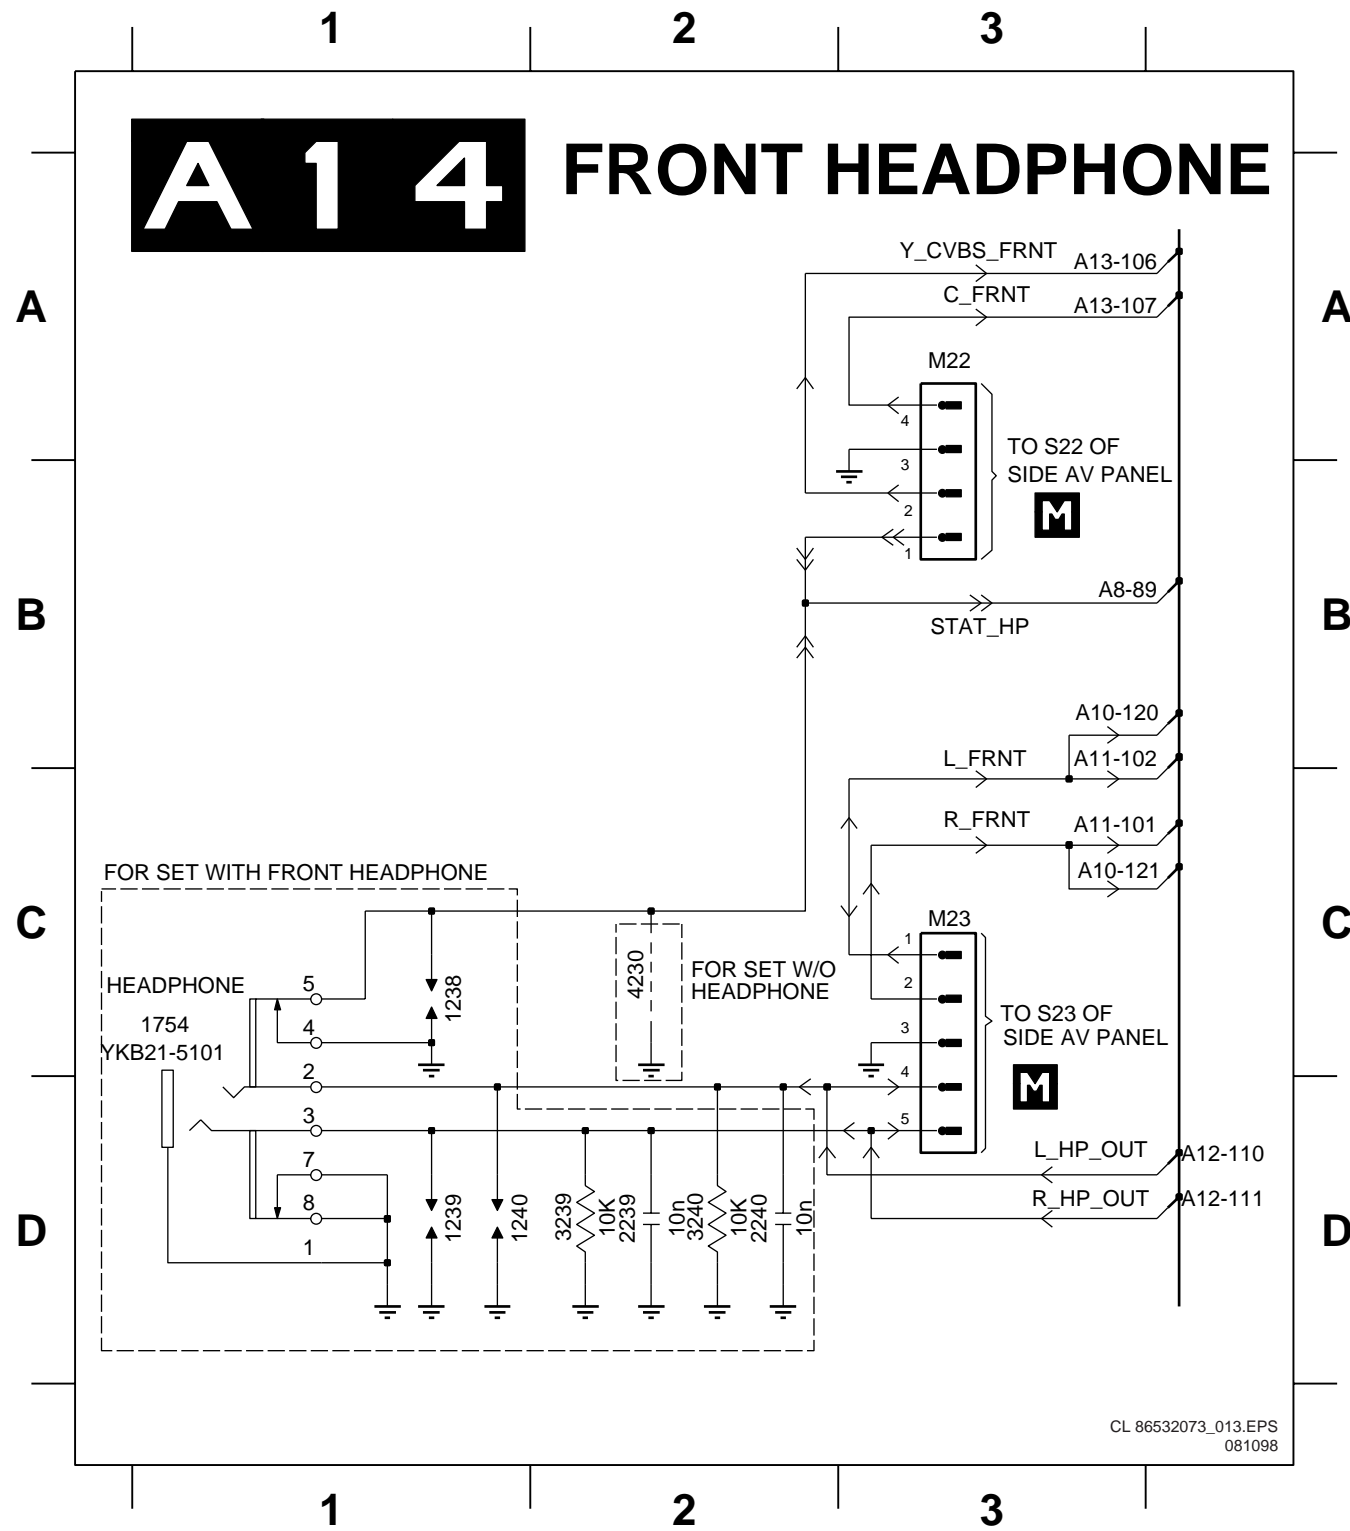 1 2 3
A14 FRONT HEADPHONE
Y_CVBS_FRNT A13-106
C_FRNT A13-107
A A
M22
4
3
2
1
TO S22 OF
SIDE AV PANEL
M
A8-89
STAT_HP
B B
A10-120
L_FRNT A11-102
R_FRNT A11-101
A10-121
FOR SET WITH FRONT HEADPHONE
C C
M23
1
2
3
4
5
TO S23 OF
SIDE AV PANEL
M
4230
FOR SET W/O
HEADPHONE
HEADPHONE
1754
YKB21-5101
5
4
2
3
7
8
1
1238
1239
1240
3239
10K
2239
10n
3240
10K
2240
10n
L_HP_OUT A12-110
R_HP_OUT A12-111
D D
CL 86532073_013.EPS
081098
1 2 3